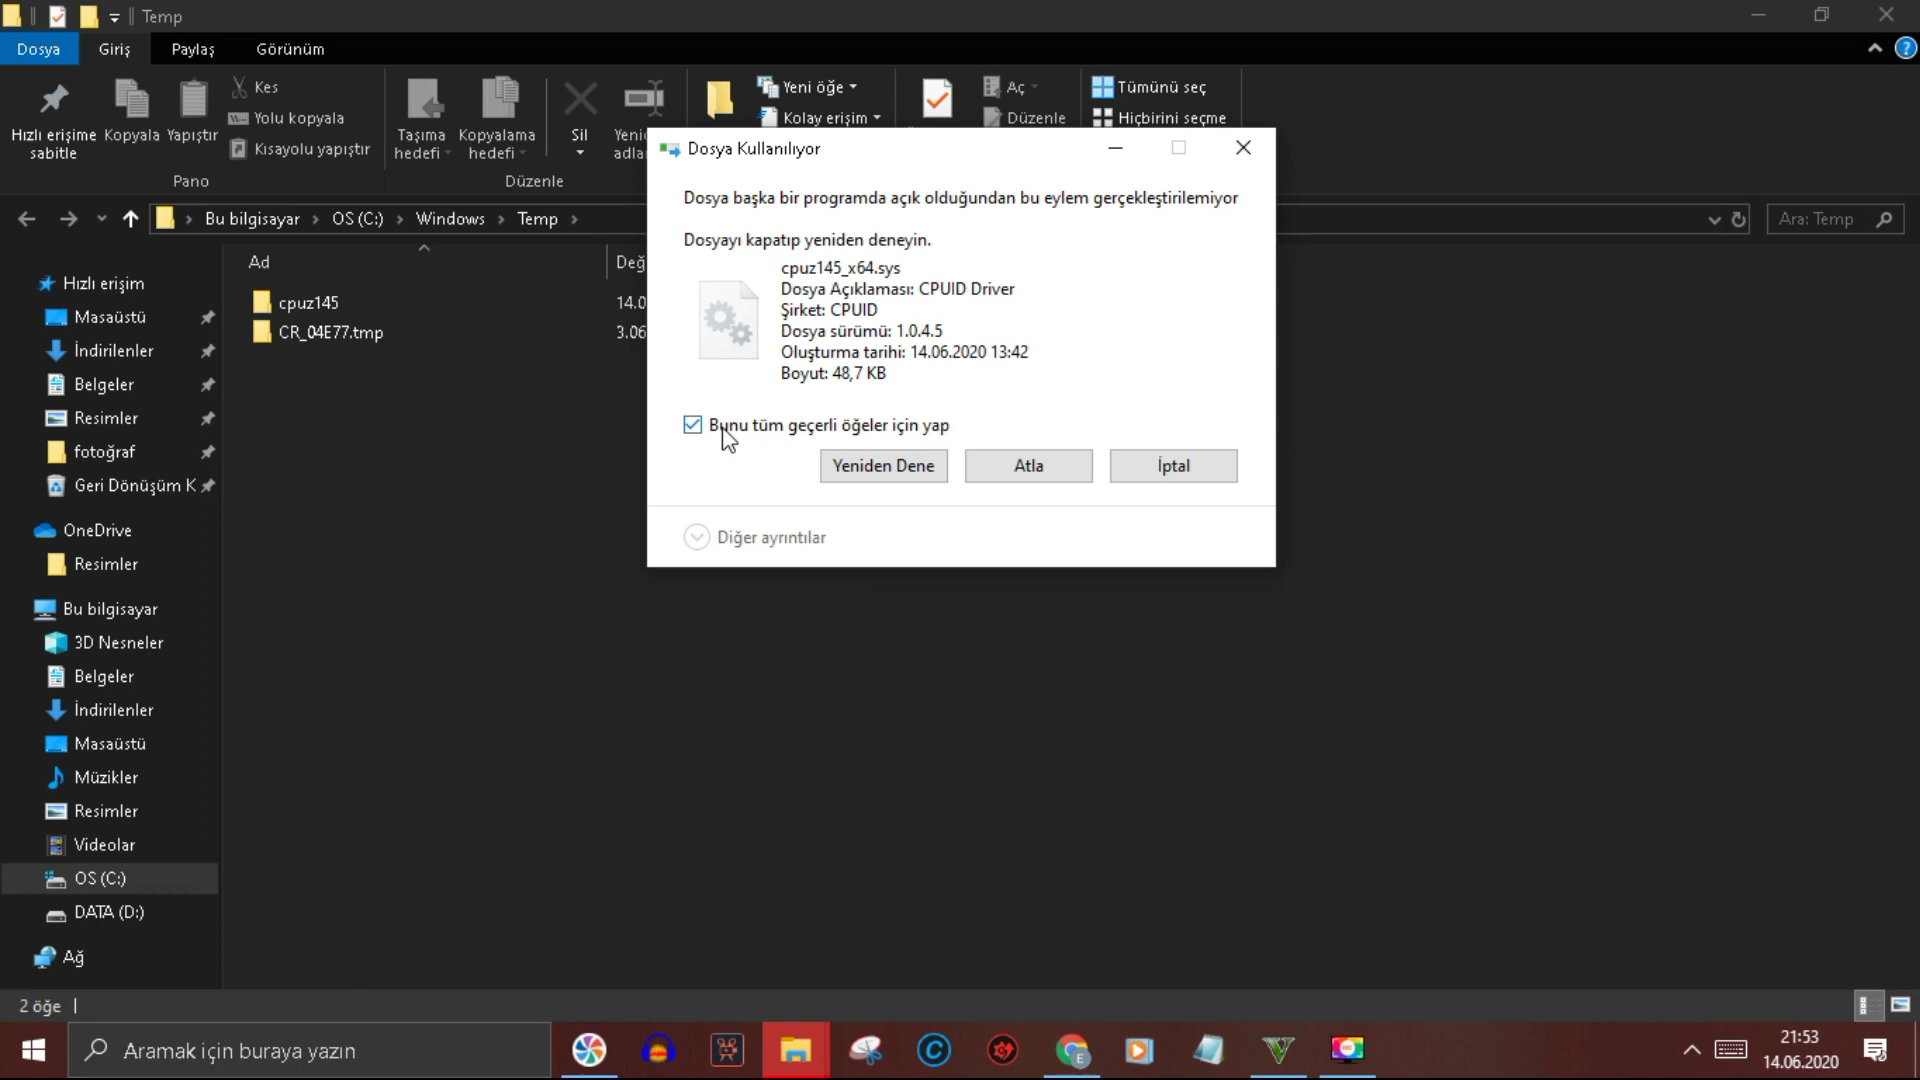 Temp
Dosya
Giriş
Paylaş
Görünüm
Hızlı erişime sabitle
Kopyala
Yapıştır
Kes
Yolu kopyala
Kısayolu yapıştır
Pano
Taşıma hedefi
Kopyalama hedefi
Sil
Düzenle
Yeni öğe
Kolay erişim
Aç
Düzenle
Tümünü seç
Hiçbirini seçme
Bu bilgisayar
OS (C:)
Windows
Temp
Ara: Temp
Ad
cpuz145
CR_04E77.tmp
Hızlı erişim
Masaüstü
İndirilenler
Belgeler
Resimler
fotoğraf
Geri Dönüşüm K
OneDrive
Resimler
Bu bilgisayar
3D Nesneler
Belgeler
İndirilenler
Masaüstü
Müzikler
Resimler
Videolar
OS (C:)
DATA (D:)
Ağ
Dosya Kullanılıyor
Dosya başka bir programda açık olduğundan bu eylem gerçekleştirilemiyor
Dosyayı kapatıp yeniden deneyin.
cpuz145_x64.sys
Dosya Açıklaması: CPUID Driver
Şirket: CPUID
Dosya sürümü: 1.0.4.5
Oluşturma tarihi: 14.06.2020 13:42
Boyut: 48,7 KB
Bunu tüm geçerli öğeler için yap
Yeniden Dene
Atla
İptal
Diğer ayrıntılar
2 öğe
Aramak için buraya yazın
21:53
14.06.2020